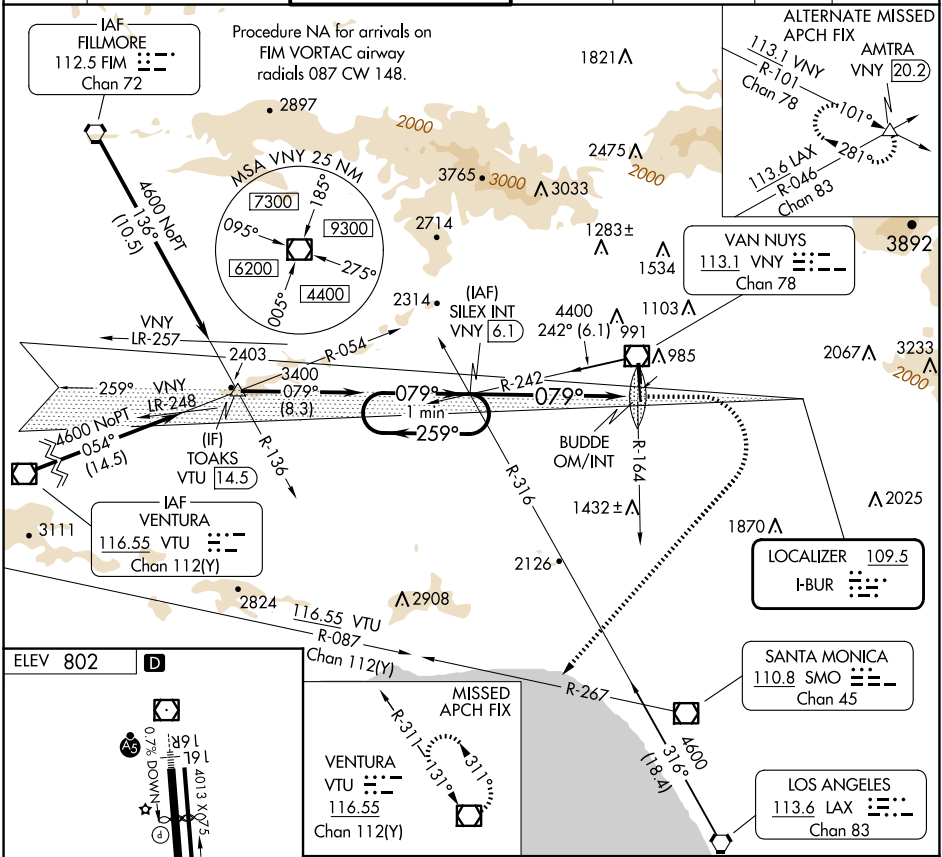 IAF
FILLMORE
112.5 FIM
Chan 72
Procedure NA for arrivals on
FIM VORTAC airway
radials 087 CW 148.
1821
ALTERNATE MISSED
APCH FIX
113.1 VNY
R-101
Chan 78
AMTRA
VNY 20.2
101°
281°
113.6 LAX
R-046
Chan 83
2897
2000
2475
2000
3765
3000
3033
MSA VNY 25 NM
7300
185°
095°
9300
6200
275°
005°
4400
2714
1283±
1534
3892
VAN NUYS
113.1 VNY
Chan 78
4600 NoPT
136°
(10.5)
2314
(IAF)
SILEX INT
VNY 6.1
4400
242° (6.1)
991
1103
985
2067
3233
2000
VNY
LR-257
2403
R-054
3400
079°
(8.3)
079°
R-242
079°
259°
VNY
LR-248
1 min
259°
4600 NoPT
054°
(14.5)
(IF)
TOAKS
VTU 14.5
R-136
BUDDE
OM/INT
R-164
R-316
IAF
VENTURA
116.55 VTU
Chan 112(Y)
3111
1432±
2025
1870
LOCALIZER 109.5
I-BUR
2126
2824
2908
116.55 VTU
R-087
Chan 112(Y)
R-267
SANTA MONICA
110.8 SMO
Chan 45
4600
316°
(18.4)
LOS ANGELES
113.6 LAX
Chan 83
ELEV 802
D
A5
16R
16L
0.7% DOWN
4013 X 75
P
MISSED
APCH FIX
R-311
131°
311°
VENTURA
VTU
116.55
Chan 112(Y)